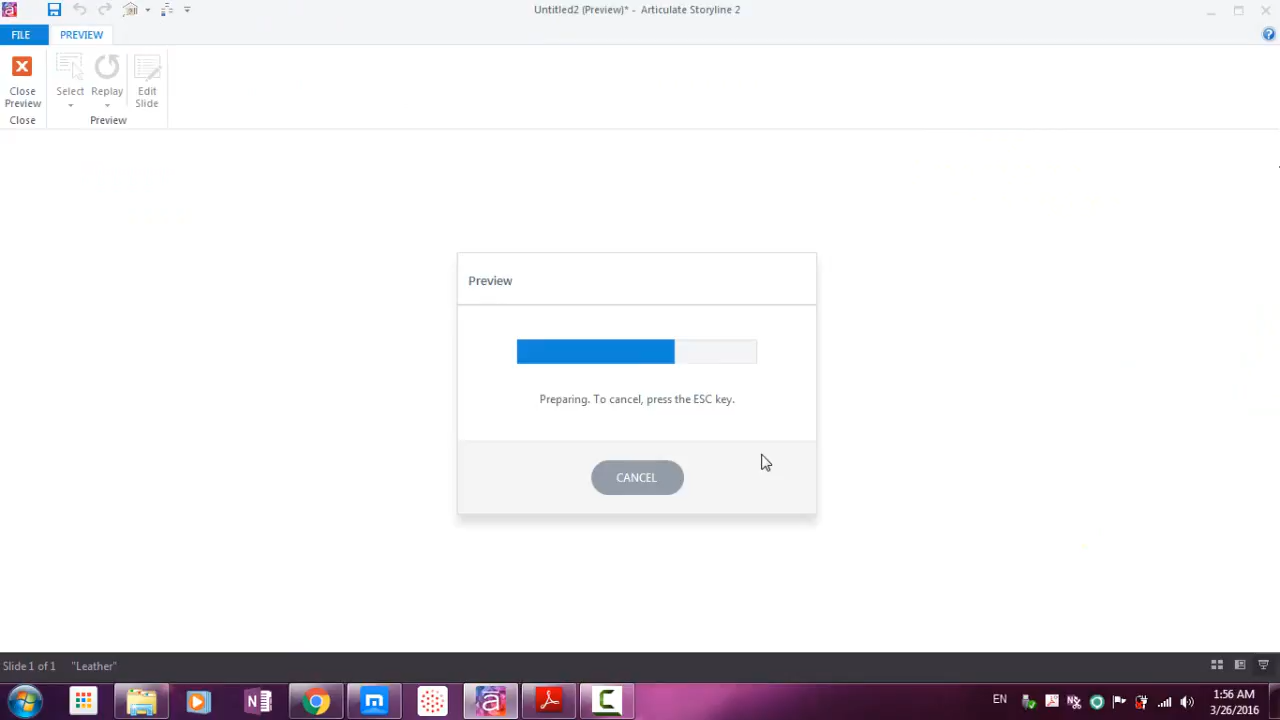 Untitled2 (Preview)* - Articulate Storyline 2
FILE
PREVIEW
Close
Preview
Select
Replay
Edit
Slide
Close
Preview
Preview
Preparing. To cancel, press the ESC key.
CANCEL
Slide 1 of 1
"Leather"
EN
1:56 AM
3/26/2016